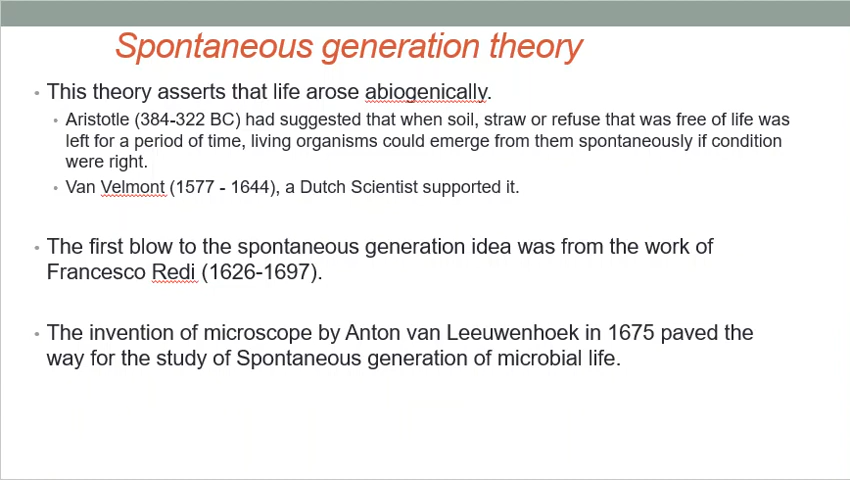 Spontaneous generation theory
• This theory asserts that life arose abiogenically.
• Aristotle (384-322 BC) had suggested that when soil, straw or refuse that was free of life was
left for a period of time, living organisms could emerge from them spontaneously if condition
were right.
• Van Velmont (1577 - 1644), a Dutch Scientist supported it.
• The first blow to the spontaneous generation idea was from the work of
Francesco Redi (1626-1697).
• The invention of microscope by Anton van Leeuwenhoek in 1675 paved the
way for the study of Spontaneous generation of microbial life.